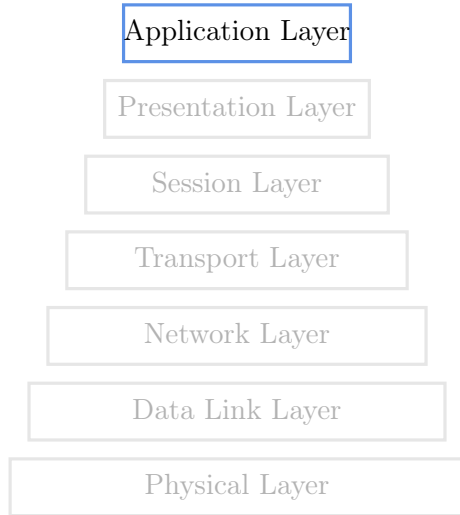 Application Layer
Presentation Layer
Session Layer
Transport Layer
Network Layer
Data Link Layer
Physical Layer